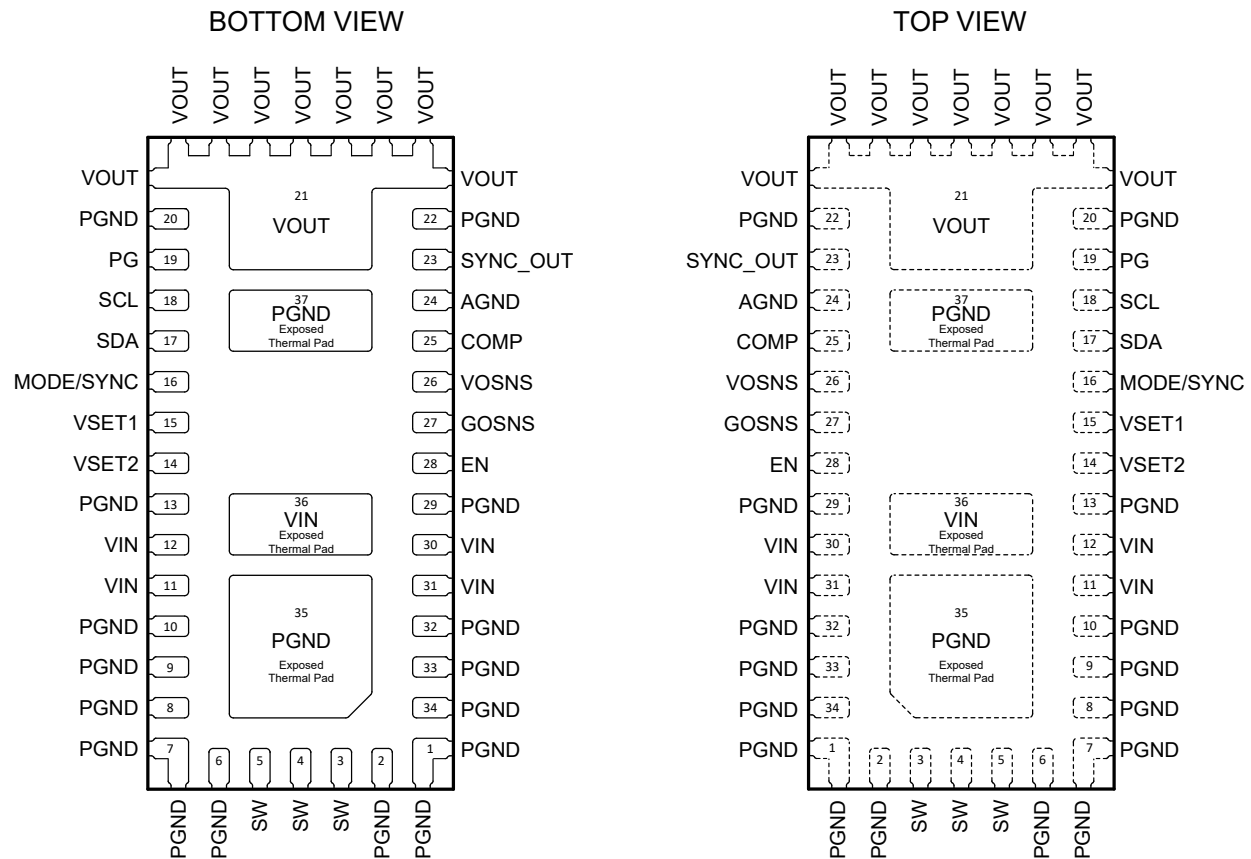 BOTTOM VIEW
VOUT VOUT VOUT VOUT VOUT VOUT VOUT
VOUT 21 VOUT
PGND 20 VOUT 22 PGND
PG 19 23 SYNC_OUT
SCL 18 37 24 AGND
PGND
Exposed
Thermal Pad
SDA 17 25 COMP
MODE/SYNC 16 26 VOSNS
VSET1 15 27 GOSNS
VSET2 14 28 EN
PGND 13 36 29 PGND
VIN
Exposed
Thermal Pad
VIN 12 30 VIN
VIN 11 31 VIN
PGND 10 35 32 PGND
PGND
PGND 9 Exposed 33 PGND
Thermal Pad
PGND 8 34 PGND
PGND 7 6 5 4 3 2 1 PGND
PGND PGND SW SW SW PGND PGND
TOP VIEW
VOUT VOUT VOUT VOUT VOUT VOUT VOUT
VOUT 21 VOUT
PGND 22 VOUT 20 PGND
SYNC_OUT 23 19 PG
AGND 24 37 18 SCL
PGND
Exposed
Thermal Pad
COMP 25 17 SDA
VOSNS 26 16 MODE/SYNC
GOSNS 27 15 VSET1
EN 28 14 VSET2
PGND 29 36 13 PGND
VIN
Exposed
Thermal Pad
VIN 30 12 VIN
VIN 31 11 VIN
PGND 32 35 10 PGND
PGND
PGND 33 Exposed 9 PGND
Thermal Pad
PGND 34 8 PGND
PGND 1 2 3 4 5 6 7 PGND
PGND PGND SW SW SW PGND PGND